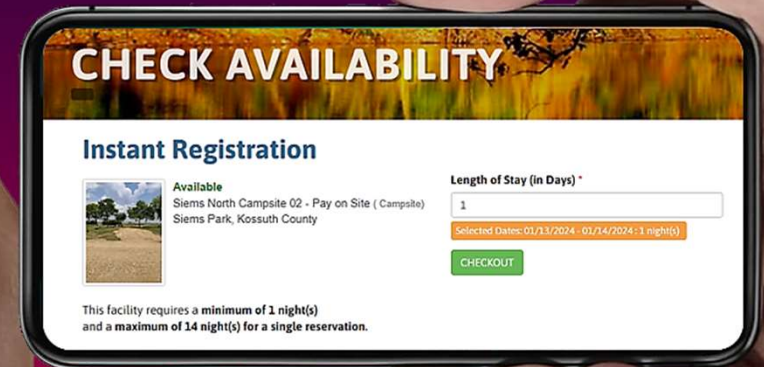 CHECK AVAILABILITY
Instant Registration
Available
Siems North Campsite 02 - Pay on Site ( Campsite)
Siems Park, Kossuth County
Length of Stay (in Days) *
1
Selected Dates: 01/13/2024 - 01/14/2024 : 1 night(s)
CHECKOUT
This facility requires a minimum of 1 night(s)
and a maximum of 14 night(s) for a single reservation.